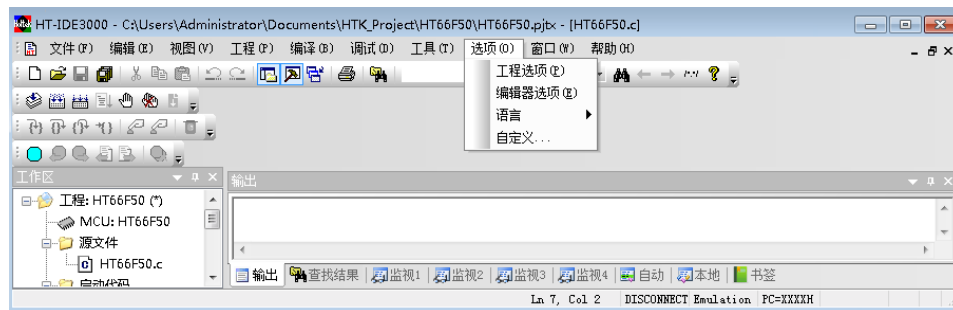 HT-IDE3000 - C:\Users\Administrator\Documents\HTK_Project\HT66F50\HT66F50.pjtx - [HT66F50.c]
文件(F) 编辑(E) 视图(V) 工程(P) 编译(B) 调试(D) 工具(T) 选项(O) 窗口(W) 帮助(H)
工程选项(P)
编辑器选项(E)
语言
自定义...
工作区
工程: HT66F50 (*)
MCU: HT66F50
源文件
HT66F50.c
启动代码
输出
输出 查找结果 监视1 监视2 监视3 监视4 自动 本地 书签
Ln 7, Col 2 DISCONNECT Emulation PC=XXXXH